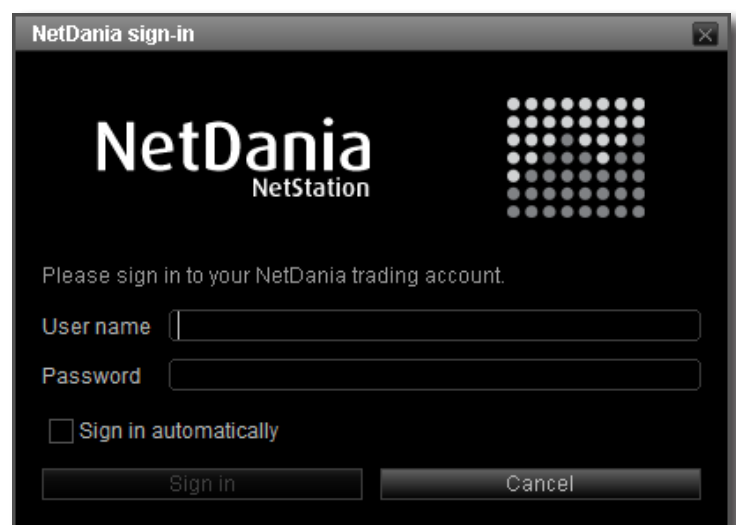 NetDania sign-in
NetDania
NetStation
Please sign in to your NetDania trading account.
User name
Password
Sign in automatically
Sign in
Cancel